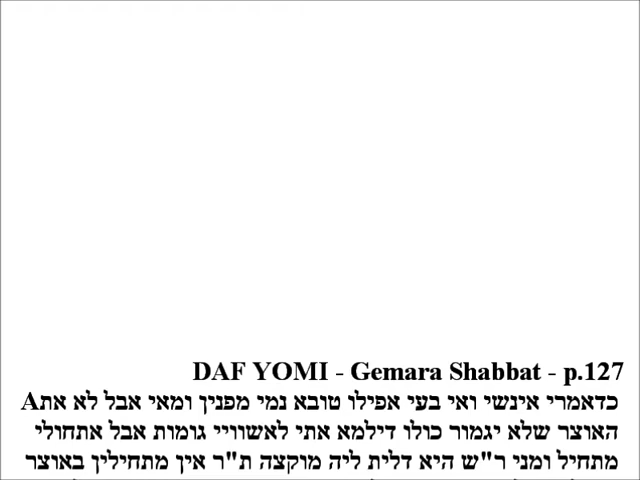 DAF YOMI - Gemara Shabbat - p.127
כדאמרי אינשי ואי בעי אפילו טובא נמי מפנין ומאי אבל לא אתA
האוצר שלא יגמור כולו דילמא אתי לאשוויי גומות אבל אתחולי
מתחיל ומני ר"ש היא דלית ליה מוקצה ת"ר אין מתחילין באוצר